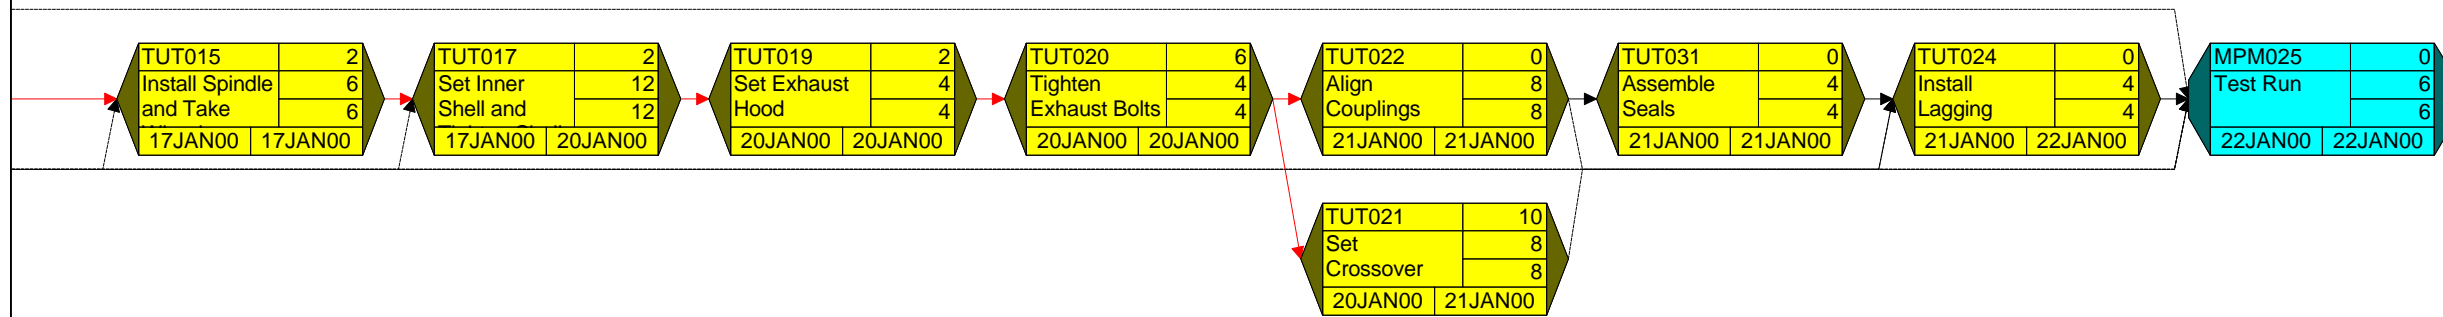 TUT015 2
Install Spindle 6
and Take 6
17JAN00 17JAN00
TUT017 2
Set Inner 12
Shell and 12
17JAN00 20JAN00
TUT019 2
Set Exhaust 4
Hood 4
20JAN00 20JAN00
TUT020 6
Tighten 4
Exhaust Bolts 4
20JAN00 20JAN00
TUT022 0
Align 8
Couplings 8
21JAN00 21JAN00
TUT031 0
Assemble 4
Seals 4
21JAN00 21JAN00
TUT024 0
Install 4
Lagging 4
21JAN00 22JAN00
MPM025 0
Test Run 6
6
22JAN00 22JAN00
TUT021 10
Set 8
Crossover 8
20JAN00 21JAN00